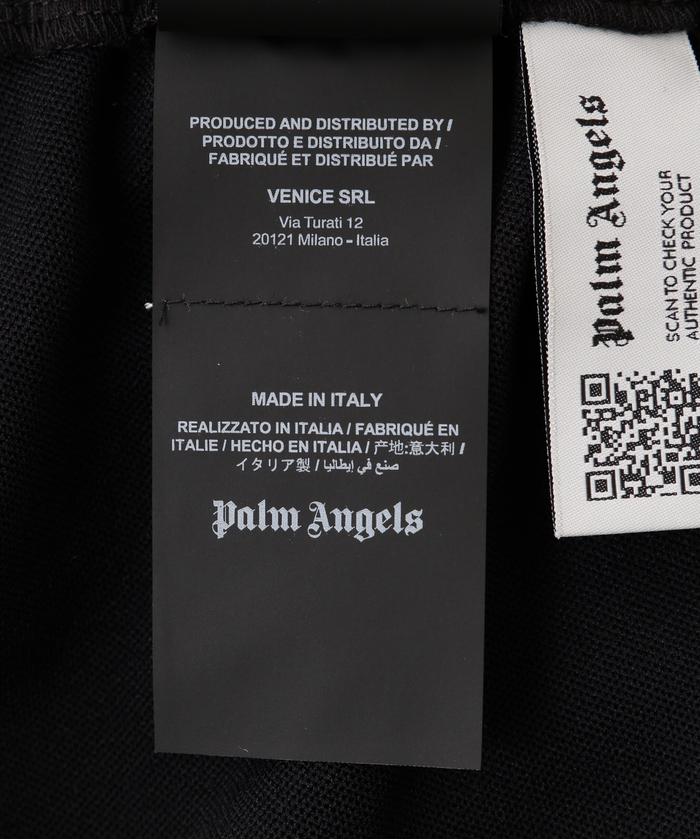 PRODUCED AND DISTRIBUTED BY /
PRODOTTO E DISTRIBUITO DA /
FABRIQUÉ ET DISTRIBUÉ PAR
VENICE SRL
Via Turati 12
20121 Milano - Italia
MADE IN ITALY
REALIZZATO IN ITALIA / FABRIQUÉ EN
ITALIE / HECHO EN ITALIA / 产地:意大利 /
イタリア製 / صنع في إيطاليا
Palm Angels
Palm Angels
SCAN TO CHECK YOUR
AUTHENTIC PRODUCT